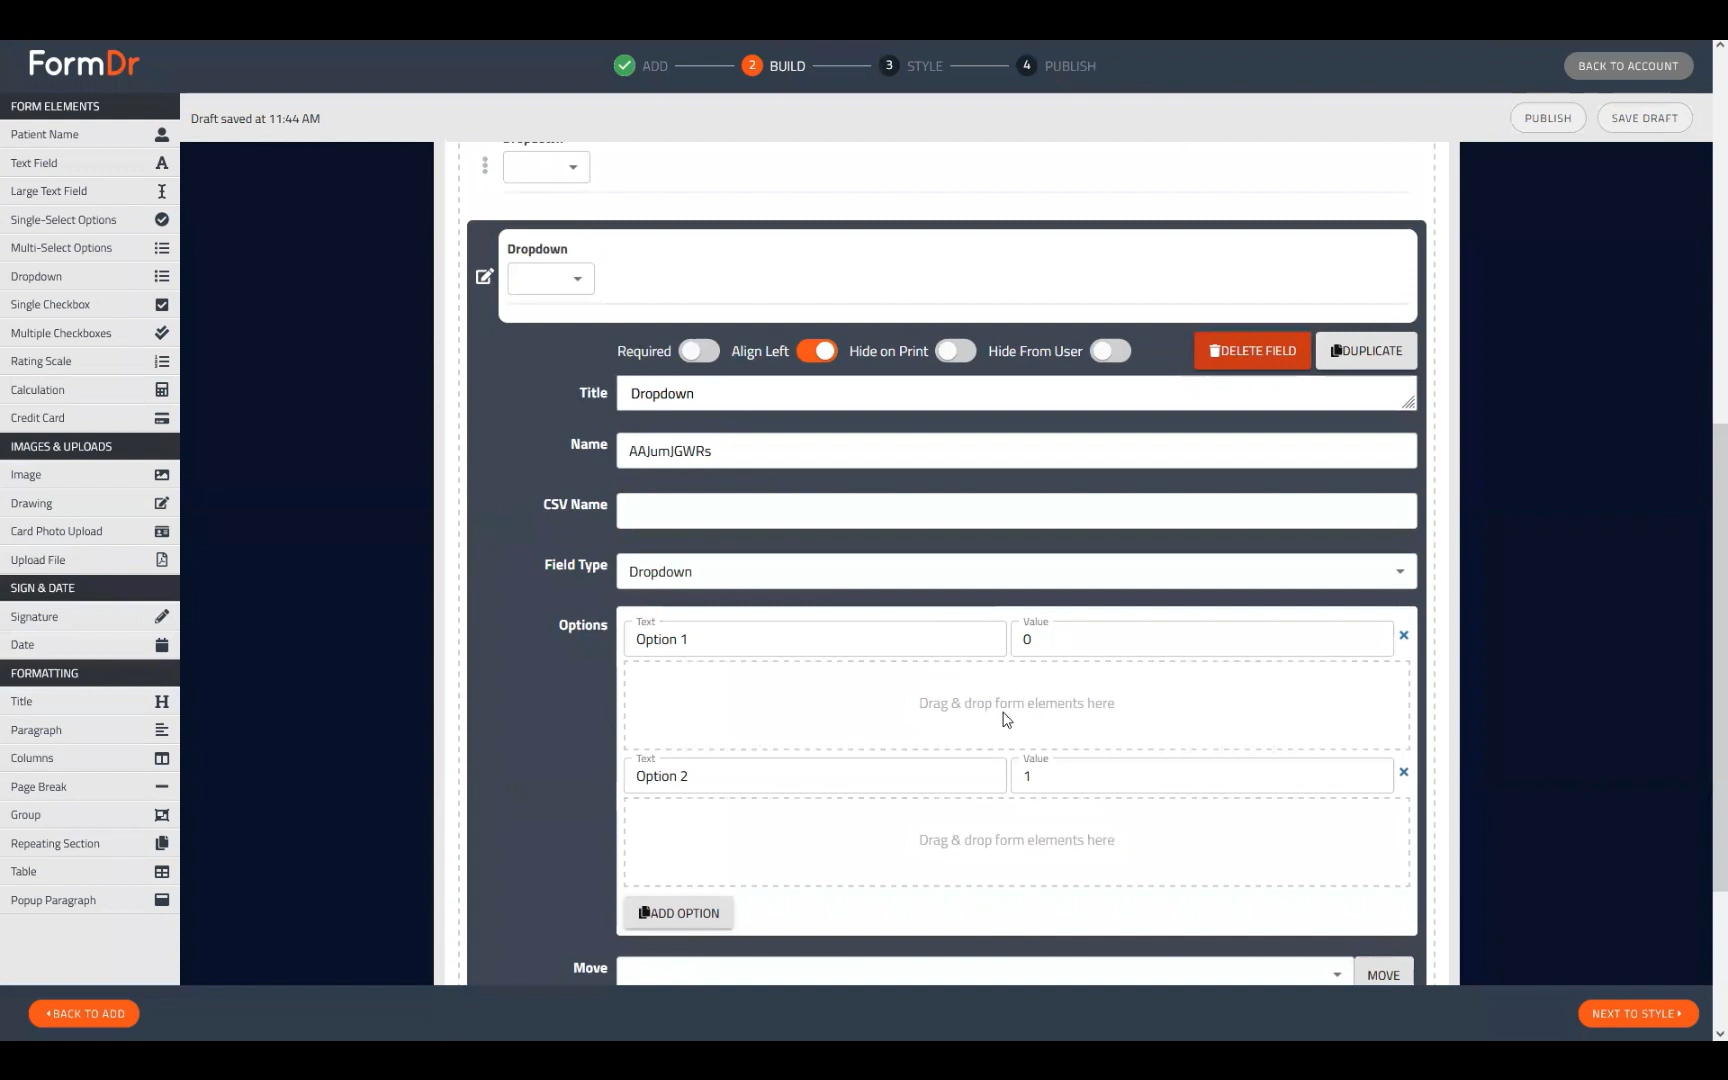 FormDr
ADD
2 BUILD
3 STYLE
4 PUBLISH
BACK TO ACCOUNT
FORM ELEMENTS
Patient Name
Text Field
Large Text Field
Single-Select Options
Multi-Select Options
Dropdown
Single Checkbox
Multiple Checkboxes
Rating Scale
Calculation
Credit Card
IMAGES & UPLOADS
Image
Drawing
Card Photo Upload
Upload File
SIGN & DATE
Signature
Date
FORMATTING
Title
Paragraph
Columns
Page Break
Group
Repeating Section
Table
Popup Paragraph
Draft saved at 11:44 AM
PUBLISH
SAVE DRAFT
Dropdown
Dropdown
Required
Align Left
Hide on Print
Hide From User
DELETE FIELD
DUPLICATE
Title
Dropdown
Name
AAJumJGWRs
CSV Name
Field Type
Dropdown
Options
Text
Option 1
Value
0
Drag & drop form elements here
Text
Option 2
Value
1
Drag & drop form elements here
ADD OPTION
Move
MOVE
BACK TO ADD
NEXT TO STYLE